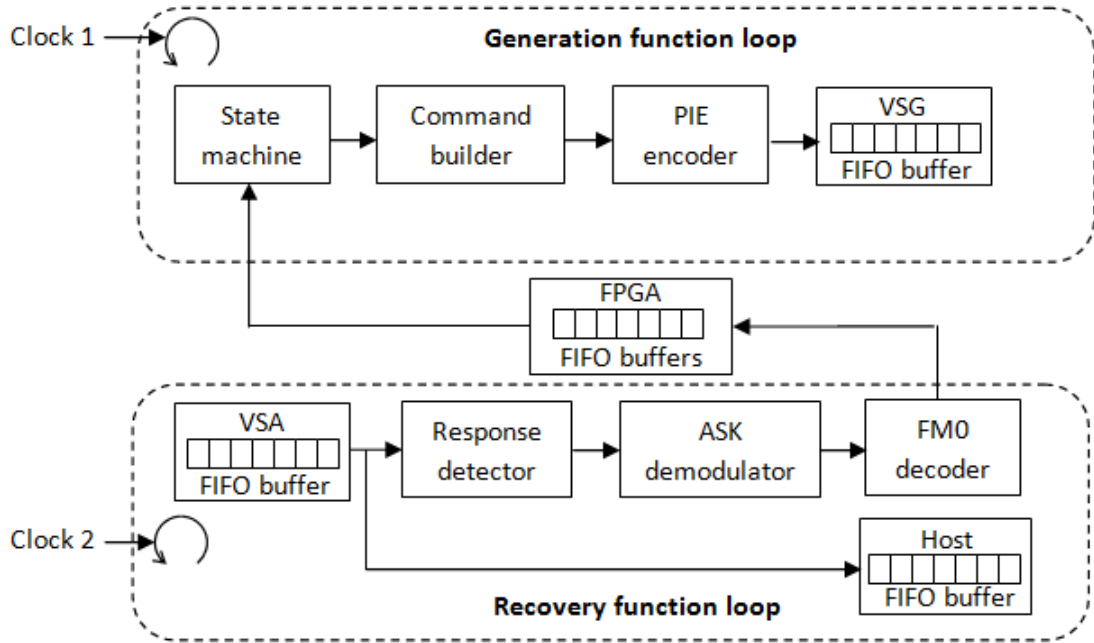 Clock 1
Generation function loop
State
machine
Command
builder
PIE
encoder
VSG
FIFO buffer
FPGA
FIFO buffers
VSA
FIFO buffer
Response
detector
ASK
demodulator
FM0
decoder
Clock 2
Host
FIFO buffer
Recovery function loop